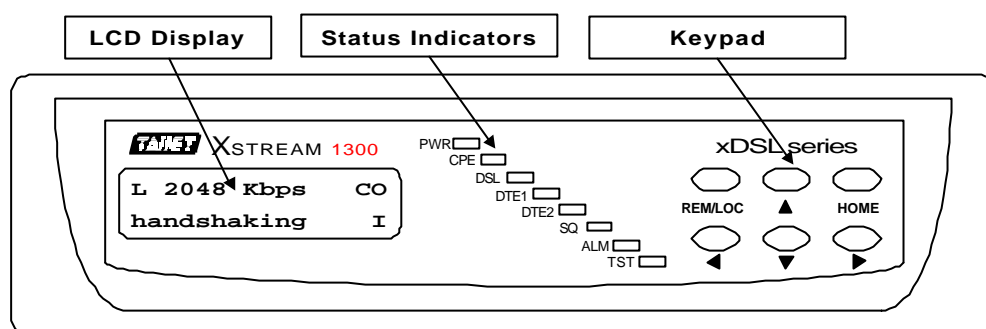 LCD Display
Status Indicators
Keypad
TAINET XSTREAM 1300
xDSL series
L 2048 Kbps CO
handshaking I
PWR
CPE
DSL
DTE1
DTE2
SQ
ALM
TST
REM/LOC ▲ HOME
◀ ▼ ▶